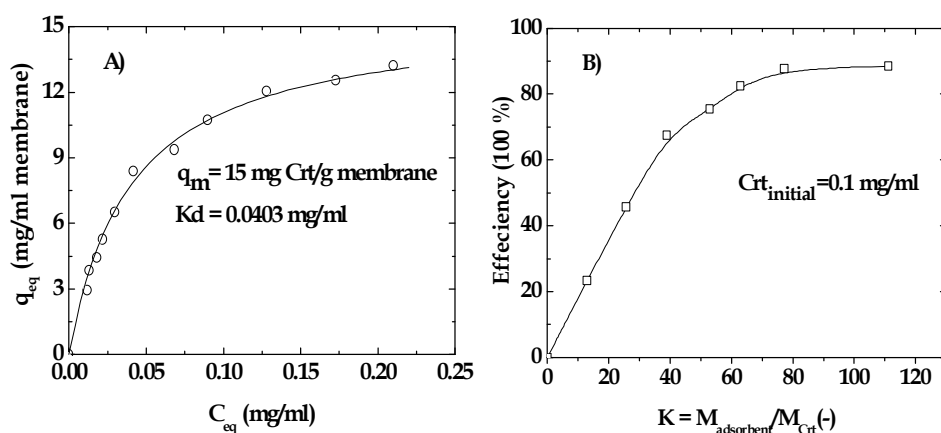 A)
q_eq (mg/ml membrane)
15
12
9
6
3
0
q_m= 15 mg Crt/g membrane
Kd = 0.0403 mg/ml
0.00 0.05 0.10 0.15 0.20 0.25
C_eq (mg/ml)
B)
Effeciency (100 %)
100
80
60
40
20
0
Crt_initial=0.1 mg/ml
0 20 40 60 80 100 120
K = M_adsorbent/M_Crt(-)